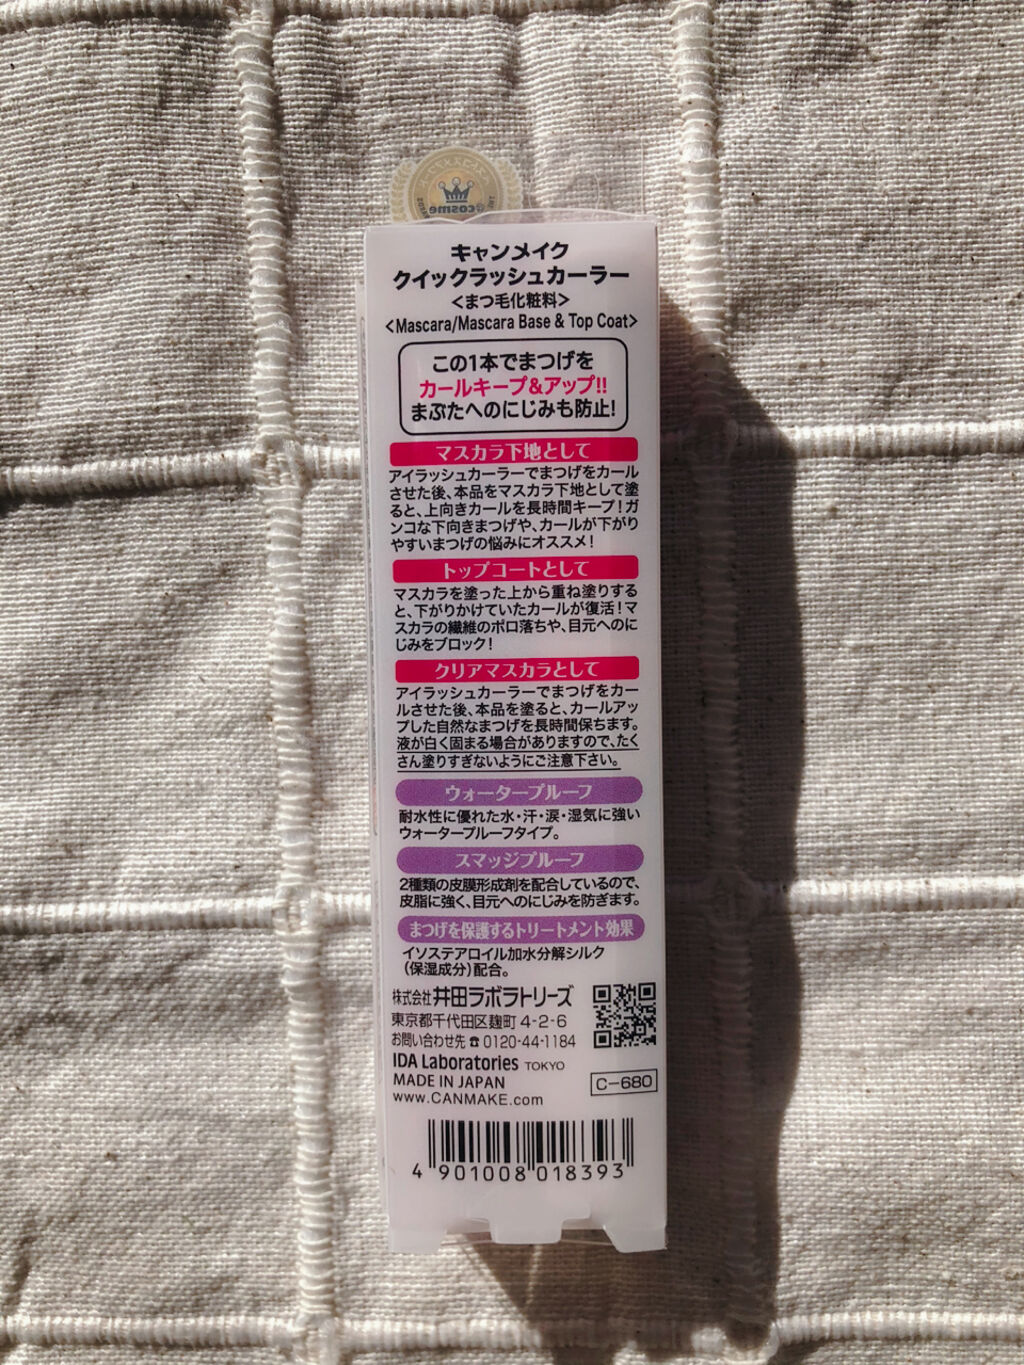 @cosme
キャンメイク
クイックラッシュカーラー
<まつ毛化粧料>
<Mascara/Mascara Base & Top Coat>
この1本でまつげを
カールキープ&アップ!!
まぶたへのにじみも防止!
マスカラ下地として
アイラッシュカーラーでまつげをカール
させた後、本品をマスカラ下地として塗
ると、上向きカールを長時間キープ!ガ
ンコな下向きまつげや、カールが下がり
やすいまつげの悩みにオススメ!
トップコートとして
マスカラを塗った上から重ね塗りする
と、下がりかけていたカールが復活!マ
スカラの繊維のポロ落ちや、目元へのに
じみをブロック!
クリアマスカラとして
アイラッシュカーラーでまつげをカー
ルさせた後、本品を塗ると、カールアッ
プした自然なまつげを長時間保ちます。
液が白く固まる場合がありますので、たく
さん塗りすぎないようにご注意下さい。
ウォータープルーフ
耐水性に優れた水・汗・涙・湿気に強い
ウォータープルーフタイプ。
スマッジプルーフ
2種類の皮膜形成剤を配合しているので、
皮脂に強く、目元へのにじみを防ぎます。
まつげを保護するトリートメント効果
イソステアロイル加水分解シルク
(保湿成分)配合。
株式会社井田ラボラトリーズ
東京都千代田区麹町4-2-6
お問い合わせ先☎0120-44-1184
IDA Laboratories TOKYO
MADE IN JAPAN
www.CANMAKE.com
C-680
4 901008 018393